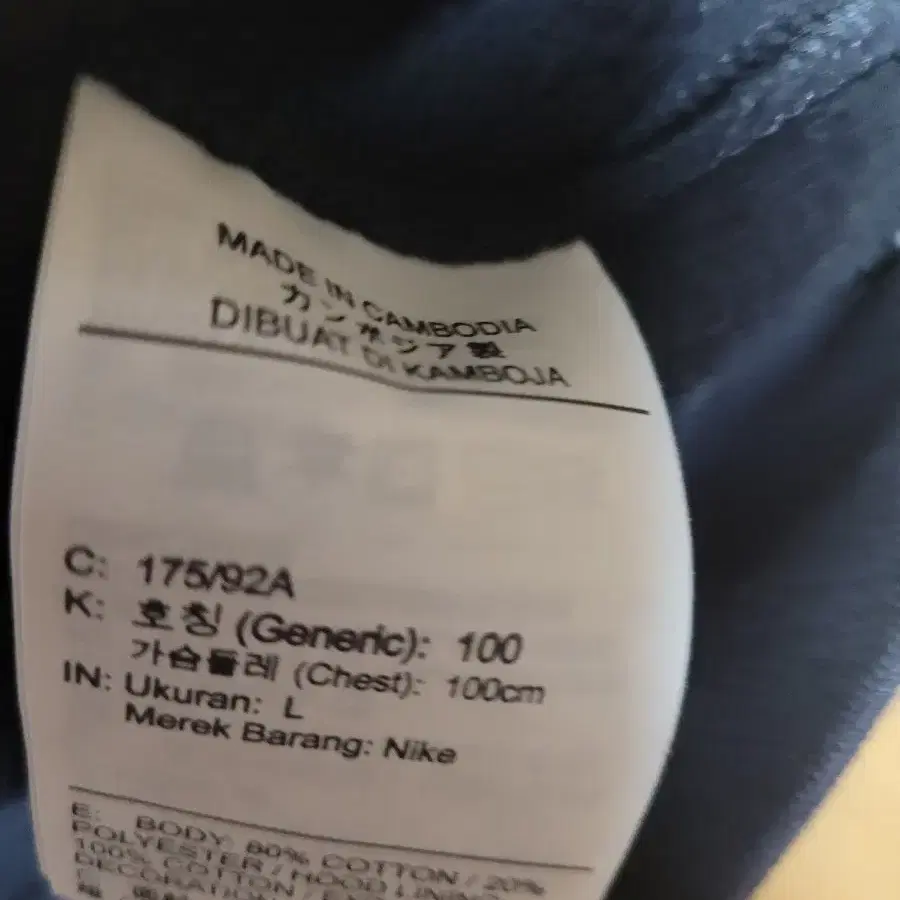 MADE IN CAMBODIA
カンボジア製
DIBUAT DI KAMBOJA
C: 175/92A
K: 호칭 (Generic): 100
가슴둘레 (Chest): 100cm
IN: Ukuran: L
Merek Barang: Nike
E: BODY: 80% COTTON / 20%
POLYESTER / HOOD LINING:
100% COTTON /
DECORATION